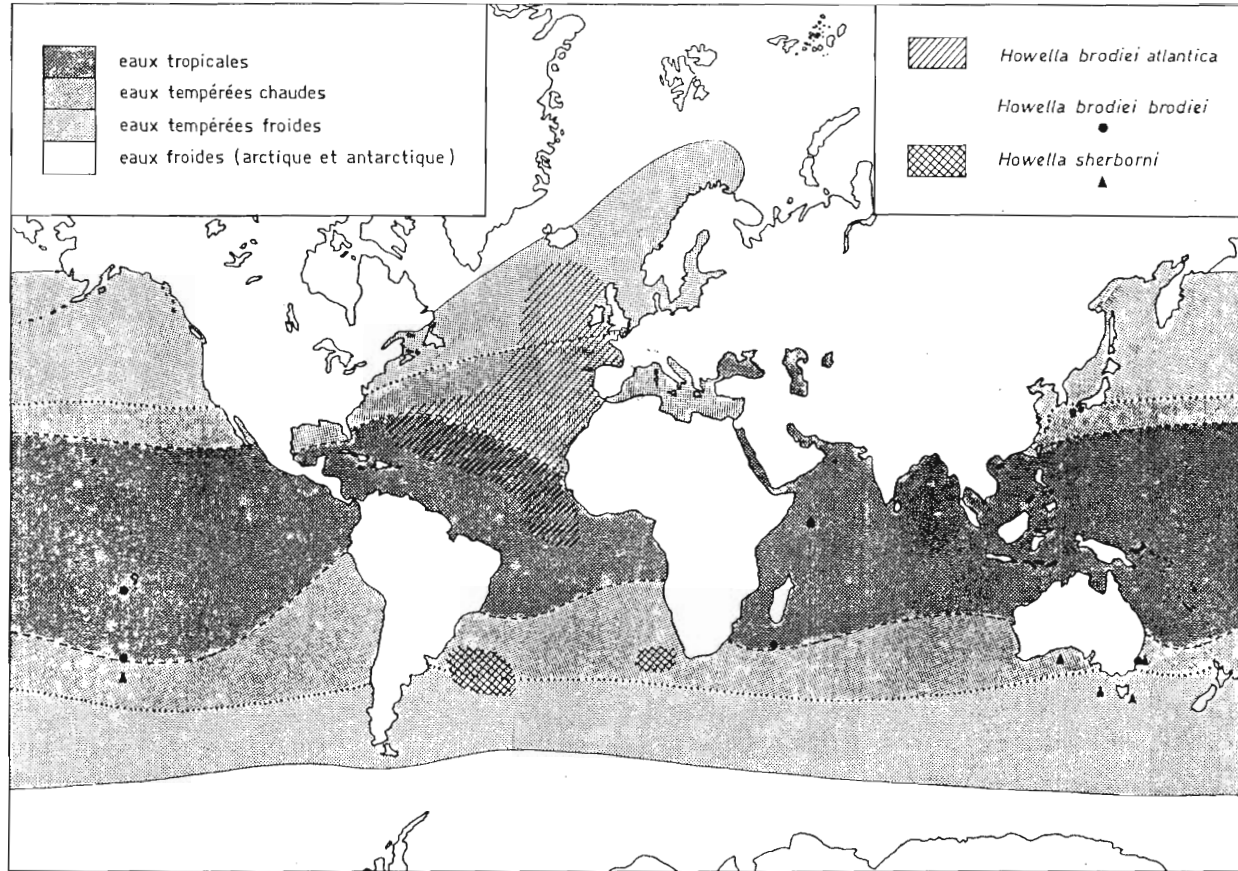 eaux tropicales
eaux tempérées chaudes
eaux tempérées froides
eaux froides (arctique et antarctique)
Howella brodiei atlantica
Howella brodiei brodiei
Howella sherborni